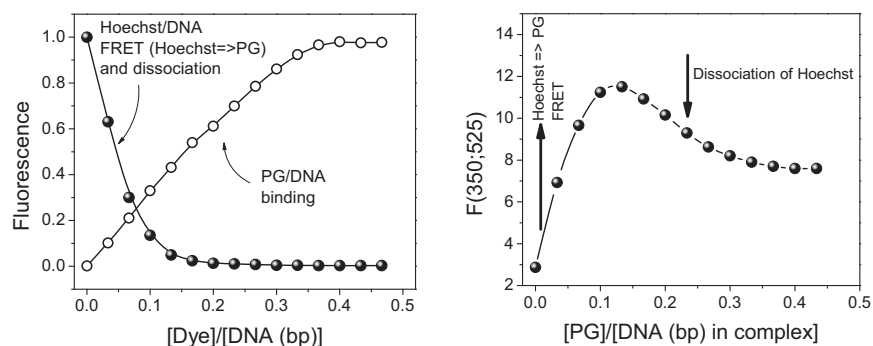 Hoechst/DNA
FRET (Hoechst=>PG)
and dissociation
PG/DNA
binding
Fluorescence
1.0
0.8
0.6
0.4
0.2
0.0
0.0
0.1
0.2
0.3
0.4
0.5
[Dye]/[DNA (bp)]
F(350;525)
14
12
10
8
6
4
2
Hoechst => PG
FRET
Dissociation of Hoechst
0.0
0.1
0.2
0.3
0.4
0.5
[PG]/[DNA (bp) in complex]